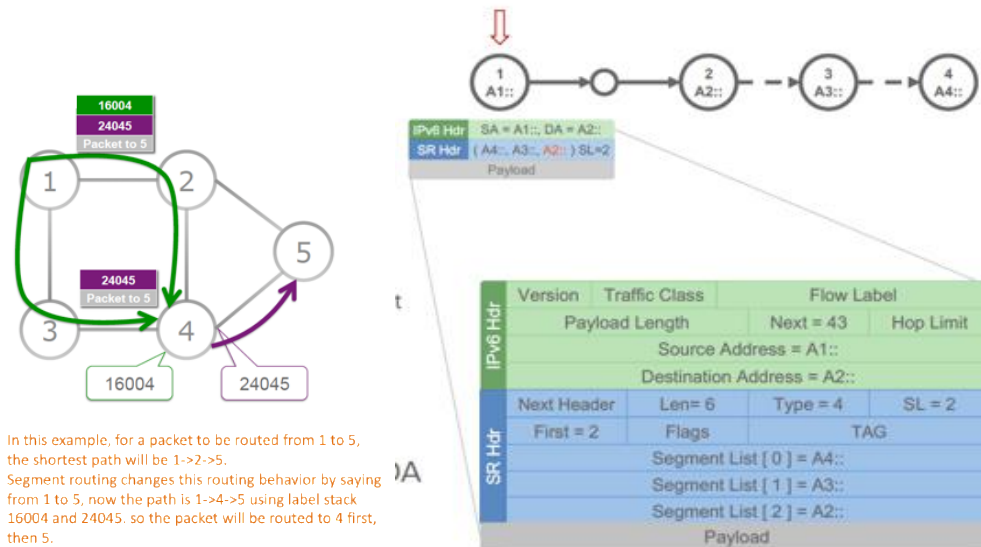 16004
24045
Packet to 5
1
2
5
24045
Packet to 5
3
4
16004
24045
In this example, for a packet to be routed from 1 to 5,
the shortest path will be 1->2->5.
Segment routing changes this routing behavior by saying
from 1 to 5, now the path is 1->4->5 using label stack
16004 and 24045. so the packet will be routed to 4 first,
then 5.
1
A1::
2
A2::
3
A3::
4
A4::
IPv6 Hdr SA = A1::, DA = A2::
SR Hdr ( A4::, A3::, A2:: ) SL=2
Payload
t
DA
IPv6 Hdr
Version Traffic Class Flow Label
Payload Length Next = 43 Hop Limit
Source Address = A1::
Destination Address = A2::
SR Hdr
Next Header Len= 6 Type = 4 SL = 2
First = 2 Flags TAG
Segment List [ 0 ] = A4::
Segment List [ 1 ] = A3::
Segment List [ 2 ] = A2::
Payload